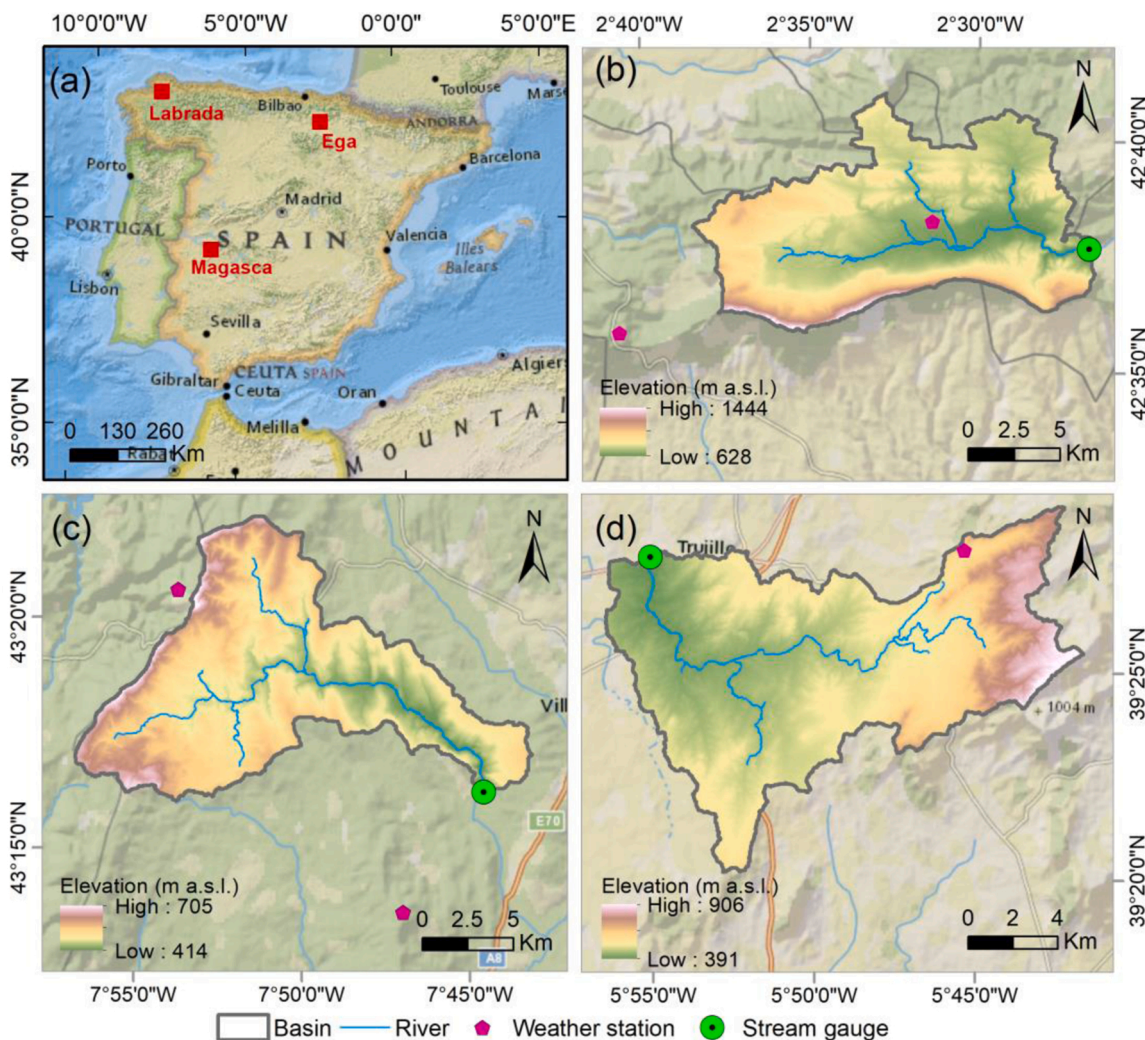 10°0'0"W 5°0'0"W 0°0'0" 5°0'0"E
2°40'0"W 2°35'0"W 2°30'0"W
(a)
Labrada
Bilbao
Ega
Toulouse
ANDORRA
Porto
Barcelona
Madrid
PORTUGAL
SPAIN
Valencia
Illes
Balears
Magasca
Lisbon
Sevilla
Gibraltar
CEUTA SPAIN
Ceuta
Oran
Algier
Melilla
MOUNTAI
0 130 260
Km
40°0'0"N
35°0'0"N
(b)
N
Elevation (m a.s.l.)
High : 1444
Low : 628
0 2.5 5
Km
42°40'0"N
42°35'0"N
(c)
N
Vill
E70
A8
Elevation (m a.s.l.)
High : 705
Low : 414
0 2.5 5
Km
43°20'0"N
43°15'0"N
(d)
N
Trujillo
+ 1004 m
Elevation (m a.s.l.)
High : 906
Low : 391
0 2 4
Km
39°25'0"N
39°20'0"N
7°55'0"W 7°50'0"W 7°45'0"W
5°55'0"W 5°50'0"W 5°45'0"W
Basin River Weather station Stream gauge